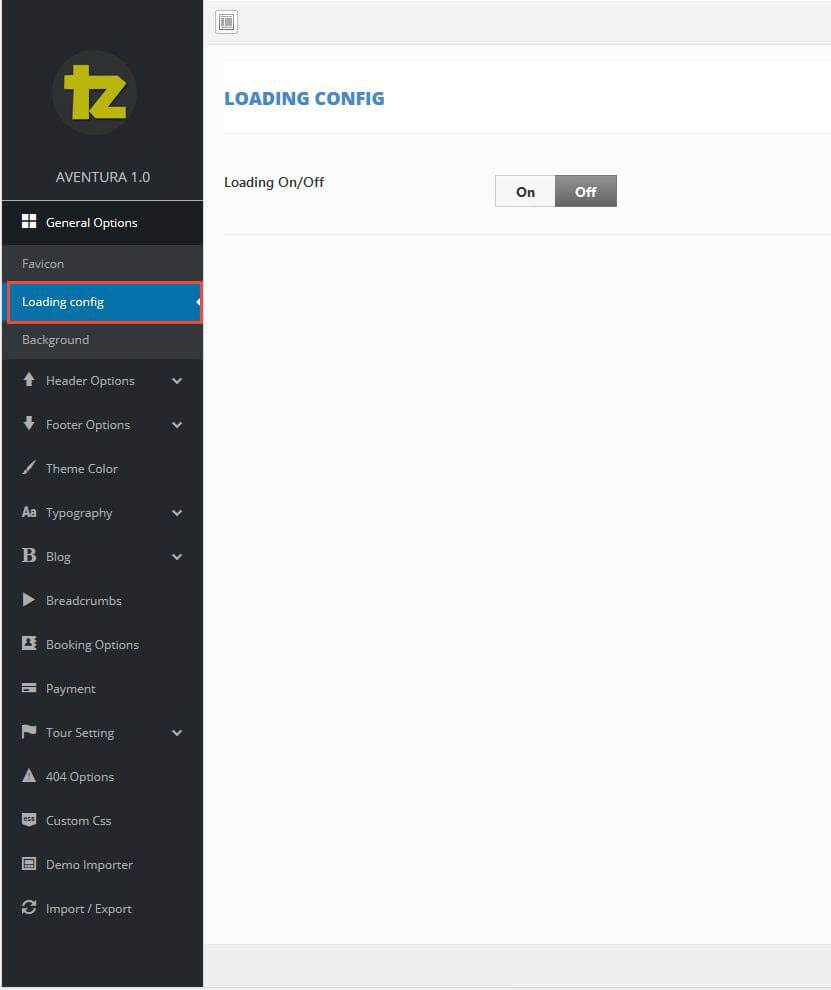 tz
AVENTURA 1.0
General Options
Favicon
Loading config
Background
Header Options
Footer Options
Theme Color
Aa Typography
B Blog
Breadcrumbs
Booking Options
Payment
Tour Setting
404 Options
css Custom Css
Demo Importer
Import / Export
LOADING CONFIG
Loading On/Off
On Off